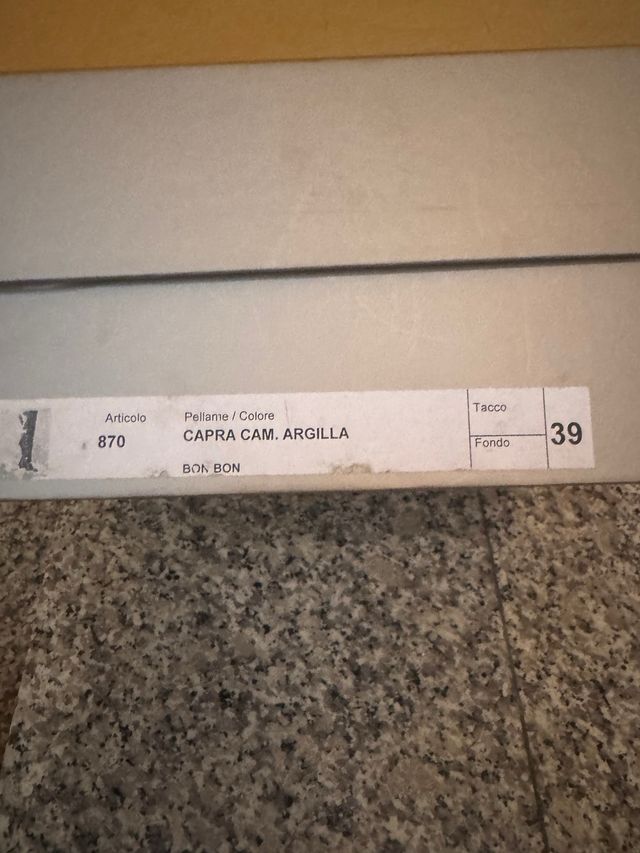 Articolo
870
Pellame / Colore
CAPRA CAM. ARGILLA
BON BON
Tacco
Fondo
39